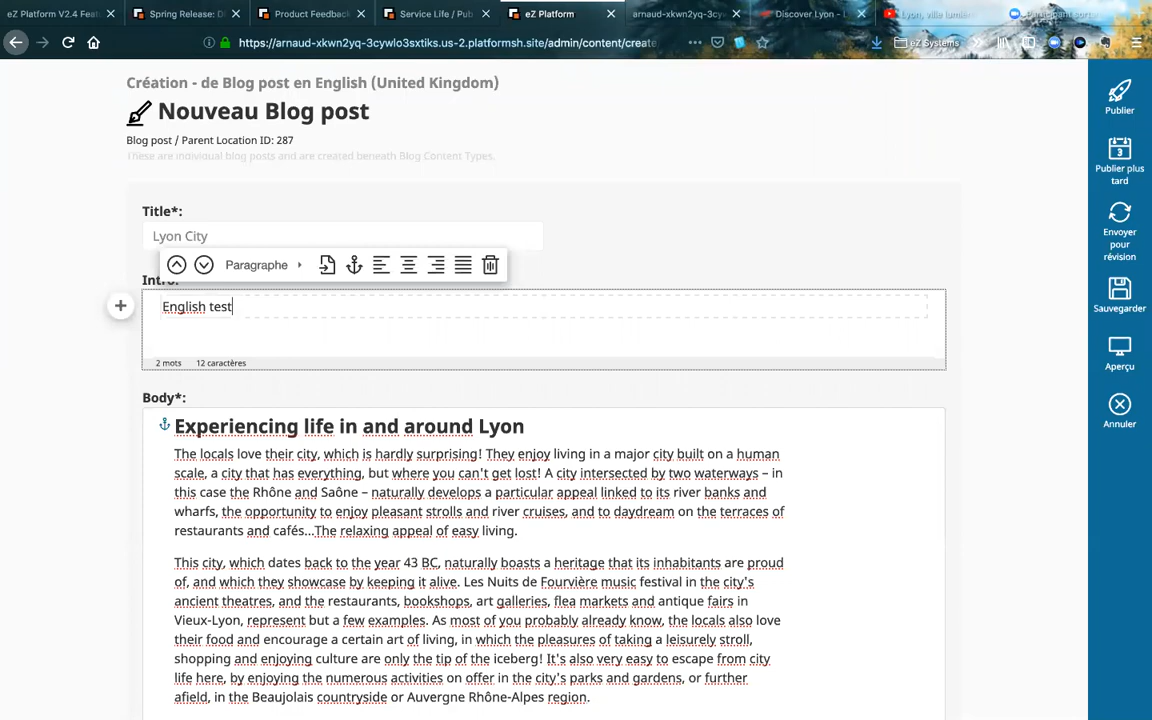 eZ Platform V2.4 Feat
Spring Release: D
Product Feedback
Service Life / Pub
eZ Platform
arnaud-xkwn2yq-3cy
Discover Lyon -
Lyon, ville lumiè
Participant sorta
https://arnaud-xkwn2yq-3cywlo3sxtiks.us-2.platformsh.site/admin/content/create
eZ Systems
Création - de Blog post en English (United Kingdom)
Nouveau Blog post
Blog post / Parent Location ID: 287
These are individual blog posts and are created beneath Blog Content Types.
Title*:
Lyon City
Paragraphe
Intro*:
English test
2 mots 12 caractères
Body*:
Experiencing life in and around Lyon
The locals love their city, which is hardly surprising! They enjoy living in a major city built on a human
scale, a city that has everything, but where you can't get lost! A city intersected by two waterways – in
this case the Rhône and Saône – naturally develops a particular appeal linked to its river banks and
wharfs, the opportunity to enjoy pleasant strolls and river cruises, and to daydream on the terraces of
restaurants and cafés...The relaxing appeal of easy living.
This city, which dates back to the year 43 BC, naturally boasts a heritage that its inhabitants are proud
of, and which they showcase by keeping it alive. Les Nuits de Fourvière music festival in the city's
ancient theatres, and the restaurants, bookshops, art galleries, flea markets and antique fairs in
Vieux-Lyon, represent but a few examples. As most of you probably already know, the locals also love
their food and encourage a certain art of living, in which the pleasures of taking a leisurely stroll,
shopping and enjoying culture are only the tip of the iceberg! It's also very easy to escape from city
life here, by enjoying the numerous activities on offer in the city's parks and gardens, or further
afield, in the Beaujolais countryside or Auvergne Rhône-Alpes region.
Publier
3
Publier plus
tard
Envoyer
pour
révision
Sauvegarder
Aperçu
Annuler